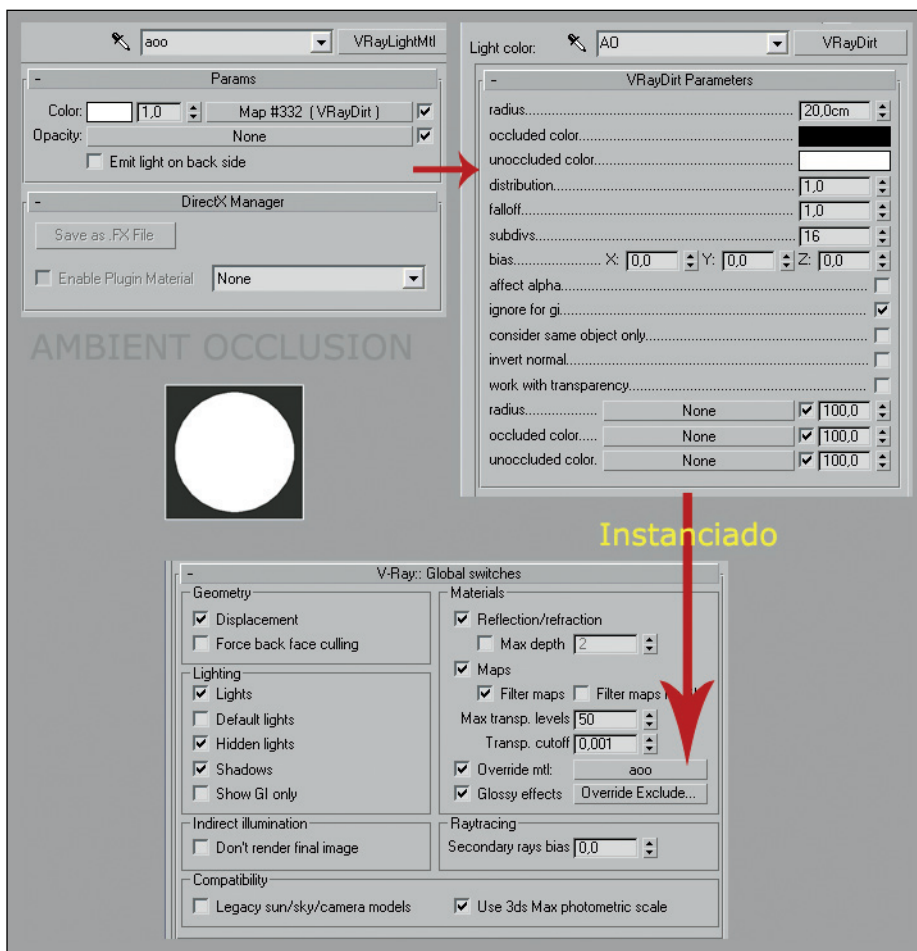 aoo VRayLightMtl
- Params
Color: 1,0 Map #332 ( VRayDirt )
Opacity: None
Emit light on back side
- DirectX Manager
Save as .FX File
Enable Plugin Material None
AMBIENT OCCLUSION
Light color: AO VRayDirt
- VRayDirt Parameters
radius 20,0cm
occluded color
unoccluded color
distribution 1,0
falloff 1,0
subdivs 16
bias X: 0,0 Y: 0,0 Z: 0,0
affect alpha
ignore for gi
consider same object only
invert normal
work with transparency
radius None 100,0
occluded color None 100,0
unoccluded color. None 100,0
Instanciado
- V-Ray:: Global switches
Geometry
Displacement
Force back face culling
Lighting
Lights
Default lights
Hidden lights
Shadows
Show GI only
Indirect illumination
Don't render final image
Materials
Reflection/refraction
Max depth 2
Maps
Filter maps Filter maps
Max transp. levels 50
Transp. cutoff 0,001
Override mtl: aoo
Glossy effects Override Exclude...
Raytracing
Secondary rays bias 0,0
Compatibility
Legacy sun/sky/camera models Use 3ds Max photometric scale